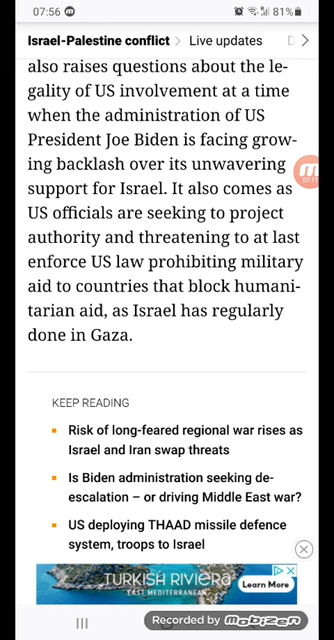 07:56
81%
Israel-Palestine conflict > Live updates
also raises questions about the le-
gality of US involvement at a time
when the administration of US
President Joe Biden is facing grow-
ing backlash over its unwavering
support for Israel. It also comes as
US officials are seeking to project
authority and threatening to at last
enforce US law prohibiting military
aid to countries that block humani-
tarian aid, as Israel has regularly
done in Gaza.
KEEP READING
Risk of long-feared regional war rises as
Israel and Iran swap threats
Is Biden administration seeking de-
escalation – or driving Middle East war?
US deploying THAAD missile defence
system, troops to Israel
TURKISH RIVIERA
EAST MEDITERRANEAN
Learn More
Recorded by mobizen